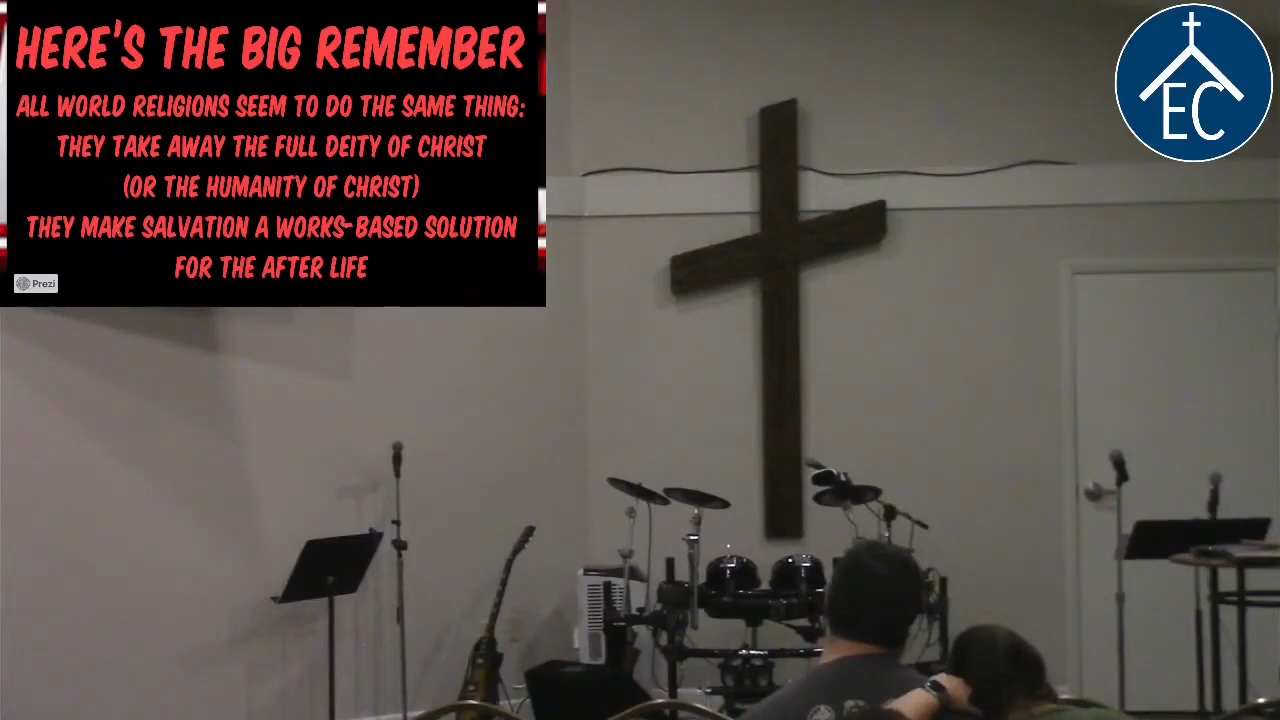 HERE'S THE BIG REMEMBER
ALL WORLD RELIGIONS SEEM TO DO THE SAME THING:
THEY TAKE AWAY THE FULL DEITY OF CHRIST
(OR THE HUMANITY OF CHRIST)
THEY MAKE SALVATION A WORKS-BASED SOLUTION
FOR THE AFTER LIFE
Prezi
EC